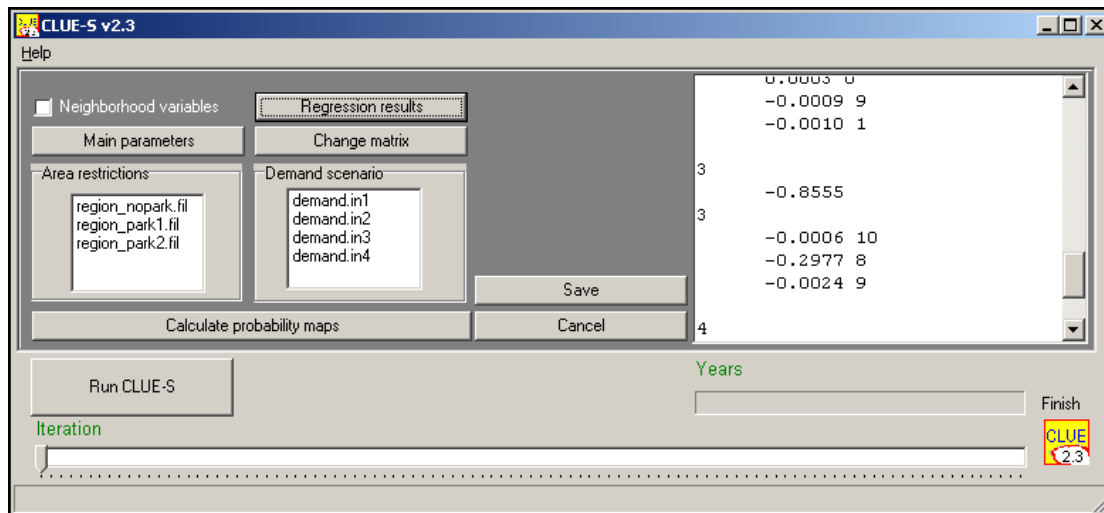 CLUE-S v2.3
Help
Neighborhood variables
Regression results
Main parameters
Change matrix
Area restrictions
region_nopark.fil
region_park1.fil
region_park2.fil
Demand scenario
demand.in1
demand.in2
demand.in3
demand.in4
Save
Calculate probability maps
Cancel
0.0003 0
-0.0009 9
-0.0010 1
3
-0.8555
3
-0.0006 10
-0.2977 8
-0.0024 9
4
Run CLUE-S
Years
Finish
Iteration
CLUE
2.3